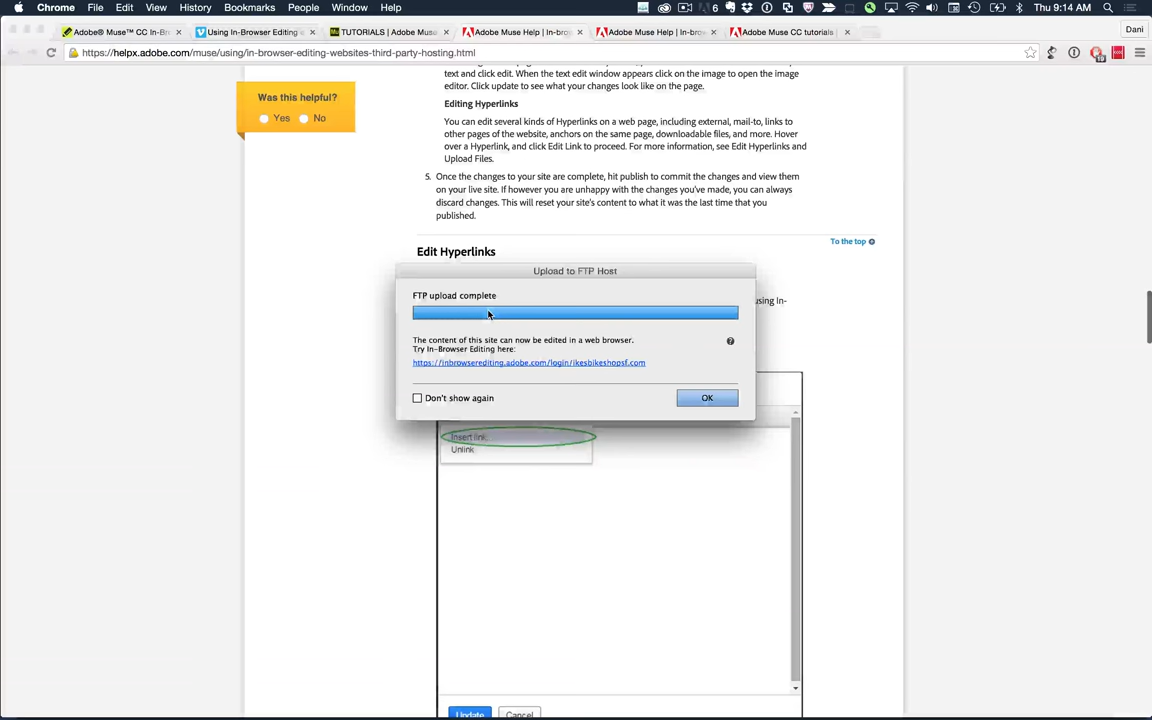 Chrome File Edit View History Bookmarks People Window Help 6 Thu 9:14 AM
Adobe® Muse™ CC In-Br Using In-Browser Editing TUTORIALS | Adobe Muse Adobe Muse Help | In-bro Adobe Muse Help | In-brow Adobe Muse CC tutorials | Dani
https://helpx.adobe.com/muse/using/in-browser-editing-websites-third-party-hosting.html
text and click edit. When the text edit window appears click on the image to open the image
editor. Click update to see what your changes look like on the page.
Was this helpful?
Yes No
Editing Hyperlinks
You can edit several kinds of Hyperlinks on a web page, including external, mail-to, links to
other pages of the website, anchors on the same page, downloadable files, and more. Hover
over a Hyperlink, and click Edit Link to proceed. For more information, see Edit Hyperlinks and
Upload Files.
5. Once the changes to your site are complete, hit publish to commit the changes and view them
on your live site. If however you are unhappy with the changes you've made, you can always
discard changes. This will reset your site's content to what it was the last time that you
published.
To the top
Edit Hyperlinks
Upload to FTP Host
FTP upload complete
using In-
The content of this site can now be edited in a web browser.
Try In-Browser Editing here:
https://inbrowserediting.adobe.com/login/ikesbikeshopsf.com
Don't show again
OK
Insert link
Unlink
Update Cancel